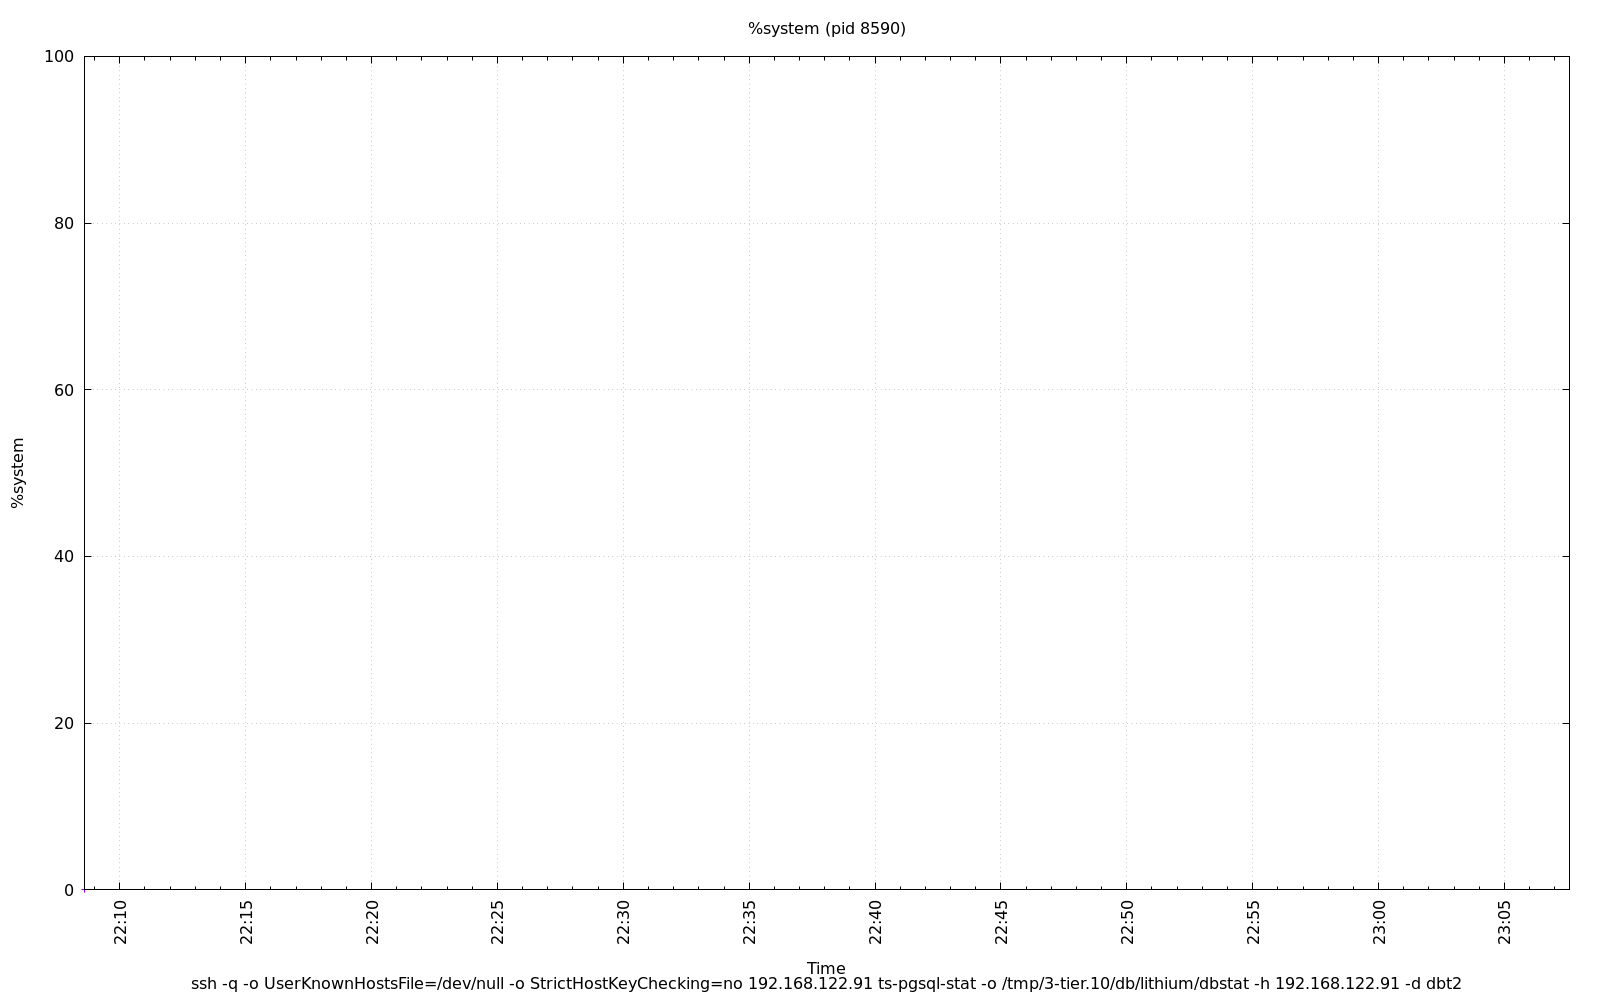 %system (pid 8590)
100
80
60
40
20
0
%system
22:10 22:15 22:20 22:25 22:30 22:35 22:40 22:45 22:50 22:55 23:00 23:05
Time
ssh -q -o UserKnownHostsFile=/dev/null -o StrictHostKeyChecking=no 192.168.122.91 ts-pgsql-stat -o /tmp/3-tier.10/db/lithium/dbstat -h 192.168.122.91 -d dbt2